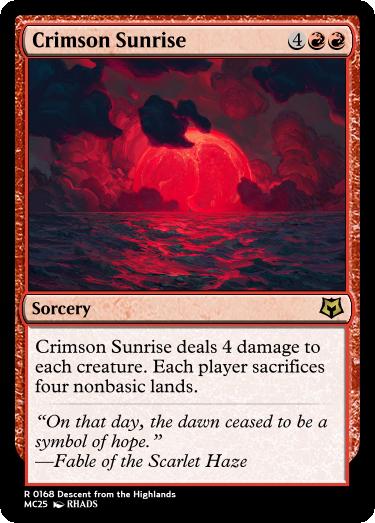 Crimson Sunrise 4
Sorcery
Crimson Sunrise deals 4 damage to
each creature. Each player sacrifices
four nonbasic lands.
“On that day, the dawn ceased to be a
symbol of hope.”
—Fable of the Scarlet Haze
R 0168 Descent from the Highlands
MC25 RHADS